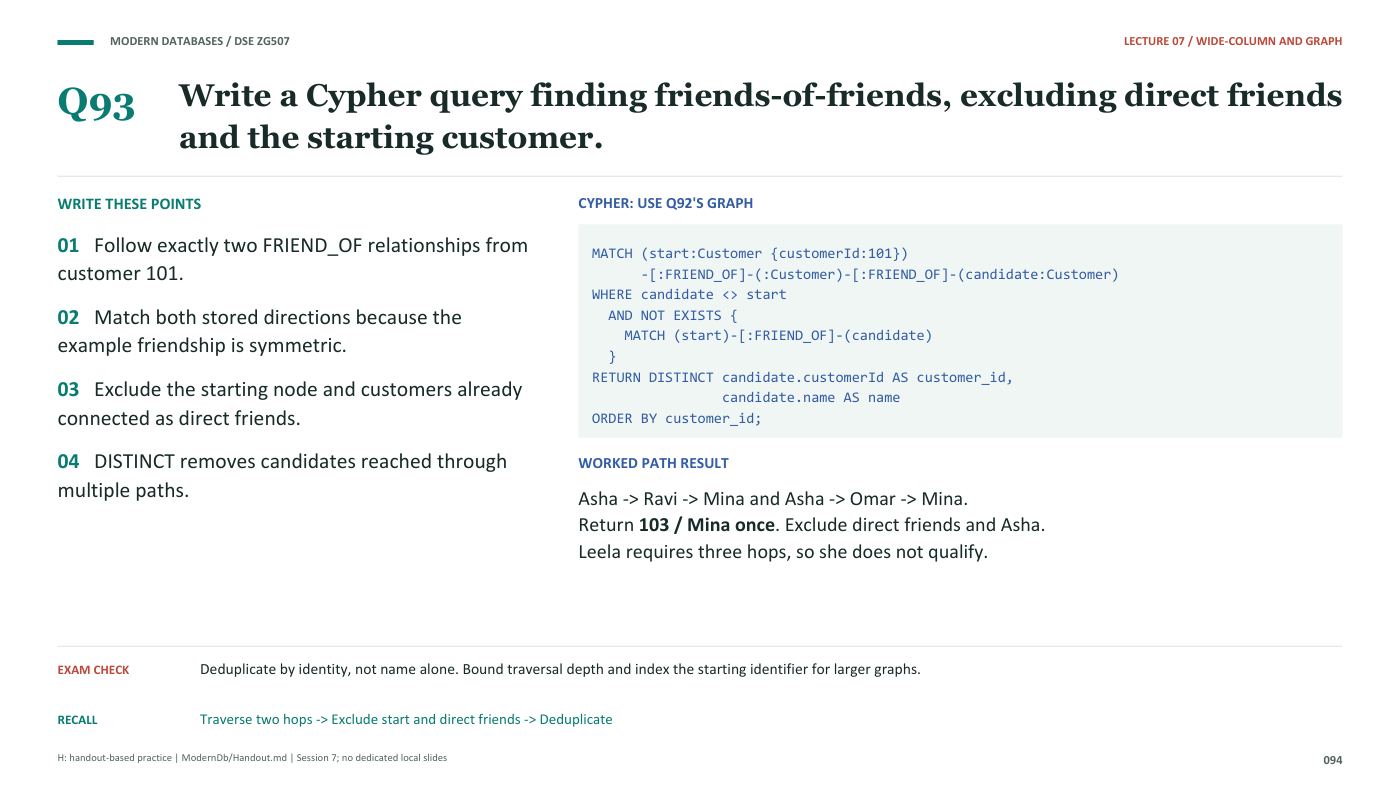 MODERN DATABASES / DSE ZG507
LECTURE 07 / WIDE-COLUMN AND GRAPH
Q93
Write a Cypher query finding friends-of-friends, excluding direct friends
and the starting customer.
WRITE THESE POINTS
01 Follow exactly two FRIEND_OF relationships from
customer 101.
02 Match both stored directions because the
example friendship is symmetric.
03 Exclude the starting node and customers already
connected as direct friends.
04 DISTINCT removes candidates reached through
multiple paths.
CYPHER: USE Q92'S GRAPH
MATCH (start:Customer {customerId:101})
      -[:FRIEND_OF]-(:Customer)-[:FRIEND_OF]-(candidate:Customer)
WHERE candidate <> start
  AND NOT EXISTS {
    MATCH (start)-[:FRIEND_OF]-(candidate)
  }
RETURN DISTINCT candidate.customerId AS customer_id,
                candidate.name AS name
ORDER BY customer_id;
WORKED PATH RESULT
Asha -> Ravi -> Mina and Asha -> Omar -> Mina.
Return 103 / Mina once. Exclude direct friends and Asha.
Leela requires three hops, so she does not qualify.
EXAM CHECK
Deduplicate by identity, not name alone. Bound traversal depth and index the starting identifier for larger graphs.
RECALL
Traverse two hops -> Exclude start and direct friends -> Deduplicate
H: handout-based practice | ModernDb/Handout.md | Session 7; no dedicated local slides
094